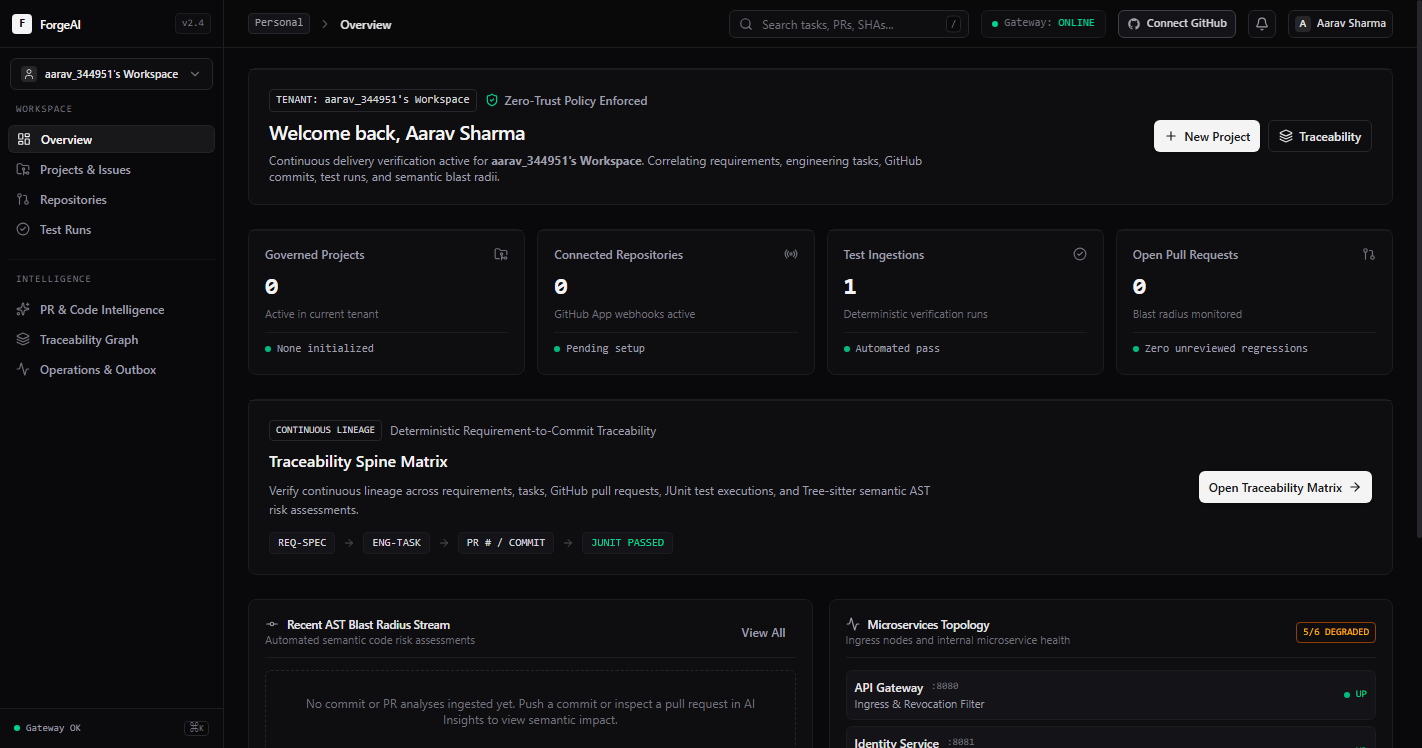 F ForgeAI v2.4
Personal > Overview
Search tasks, PRs, SHAs... /
Gateway: ONLINE
Connect GitHub
A Aarav Sharma
aarav_344951's Workspace
WORKSPACE
Overview
Projects & Issues
Repositories
Test Runs
INTELLIGENCE
PR & Code Intelligence
Traceability Graph
Operations & Outbox
Gateway OK ⌘K
TENANT: aarav_344951's Workspace Zero-Trust Policy Enforced
Welcome back, Aarav Sharma
Continuous delivery verification active for aarav_344951's Workspace. Correlating requirements, engineering tasks, GitHub
commits, test runs, and semantic blast radii.
+ New Project
Traceability
Governed Projects
0
Active in current tenant
None initialized
Connected Repositories
0
GitHub App webhooks active
Pending setup
Test Ingestions
1
Deterministic verification runs
Automated pass
Open Pull Requests
0
Blast radius monitored
Zero unreviewed regressions
CONTINUOUS LINEAGE Deterministic Requirement-to-Commit Traceability
Traceability Spine Matrix
Verify continuous lineage across requirements, tasks, GitHub pull requests, JUnit test executions, and Tree-sitter semantic AST
risk assessments.
REQ-SPEC → ENG-TASK → PR # / COMMIT → JUNIT PASSED
Open Traceability Matrix →
Recent AST Blast Radius Stream
Automated semantic code risk assessments
View All
No commit or PR analyses ingested yet. Push a commit or inspect a pull request in AI
Insights to view semantic impact.
Microservices Topology
Ingress nodes and internal microservice health
5/6 DEGRADED
API Gateway :8080
Ingress & Revocation Filter
UP
Identity Service :8081